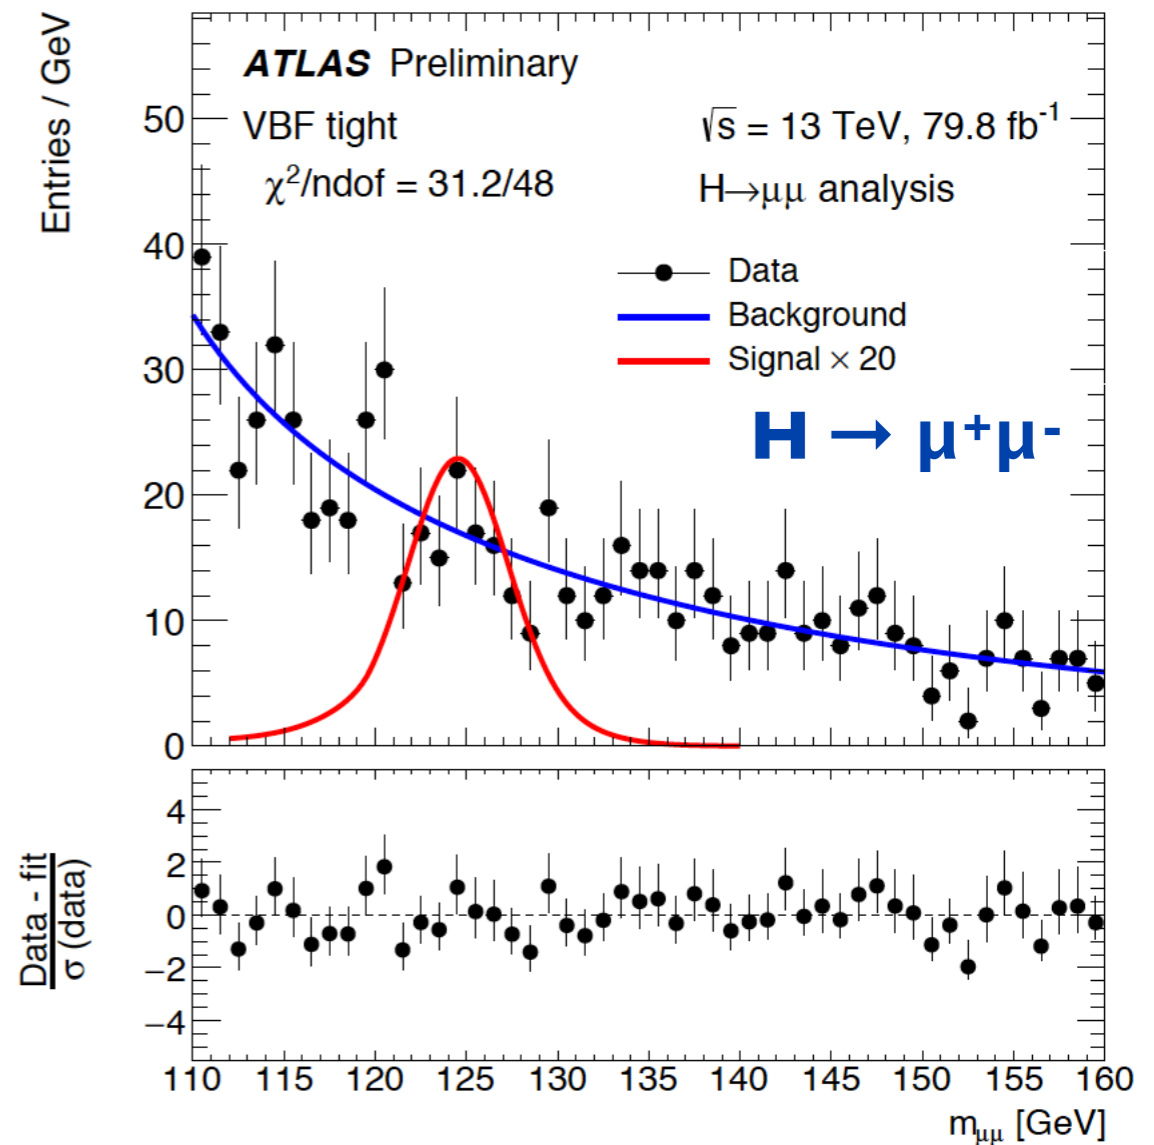 Entries / GeV
ATLAS Preliminary
VBF tight
√s = 13 TeV, 79.8 fb⁻¹
χ²/ndof = 31.2/48
H→μμ analysis
Data
Background
Signal × 20
H → μ⁺μ⁻
50
40
30
20
10
0
Data - fit
σ (data)
4
2
0
−2
−4
110 115 120 125 130 135 140 145 150 155 160
mμμ [GeV]